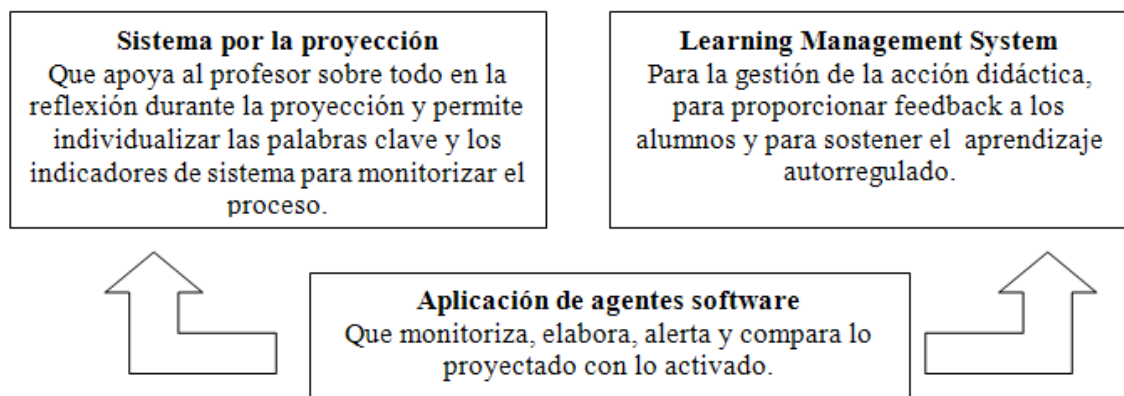 Sistema por la proyección
Que apoya al profesor sobre todo en la
reflexión durante la proyección y permite
individualizar las palabras clave y los
indicadores de sistema para monitorizar el
proceso.
Learning Management System
Para la gestión de la acción didáctica,
para proporcionar feedback a los
alumnos y para sostener el aprendizaje
autorregulado.
Aplicación de agentes software
Que monitoriza, elabora, alerta y compara lo
proyectado con lo activado.